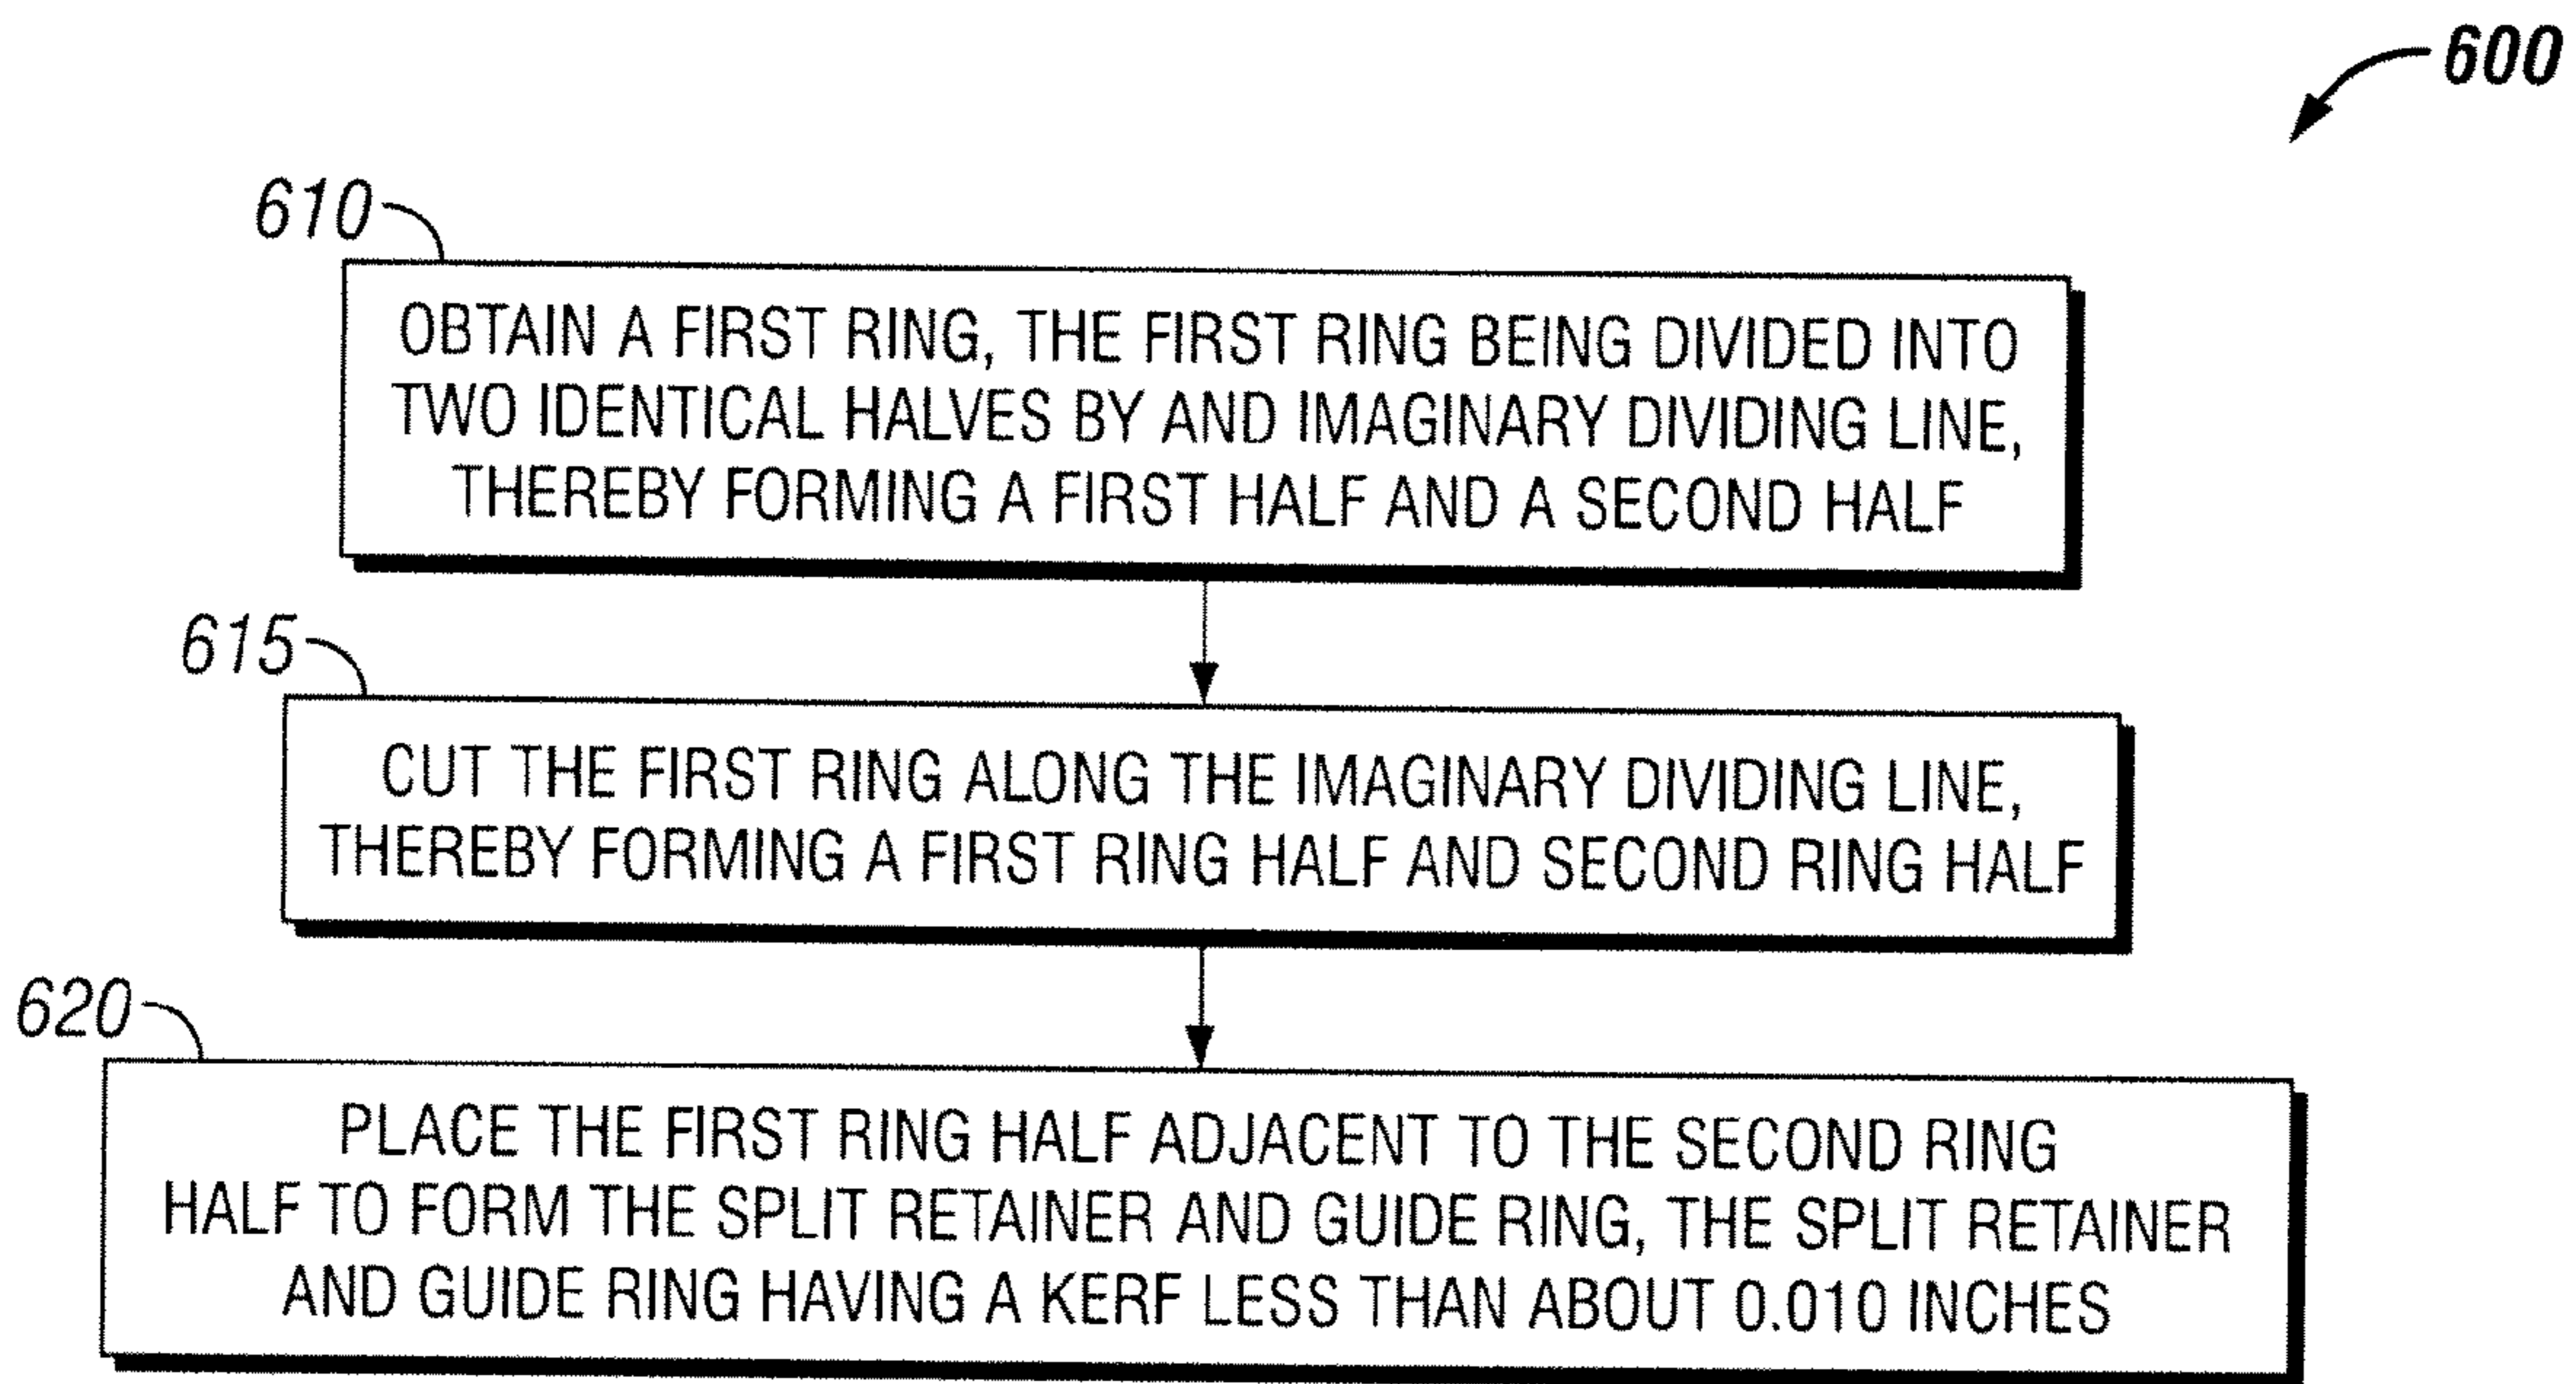 600
610
OBTAIN A FIRST RING, THE FIRST RING BEING DIVIDED INTO
TWO IDENTICAL HALVES BY AND IMAGINARY DIVIDING LINE,
THEREBY FORMING A FIRST HALF AND A SECOND HALF
615
CUT THE FIRST RING ALONG THE IMAGINARY DIVIDING LINE,
THEREBY FORMING A FIRST RING HALF AND SECOND RING HALF
620
PLACE THE FIRST RING HALF ADJACENT TO THE SECOND RING
HALF TO FORM THE SPLIT RETAINER AND GUIDE RING, THE SPLIT RETAINER
AND GUIDE RING HAVING A KERF LESS THAN ABOUT 0.010 INCHES